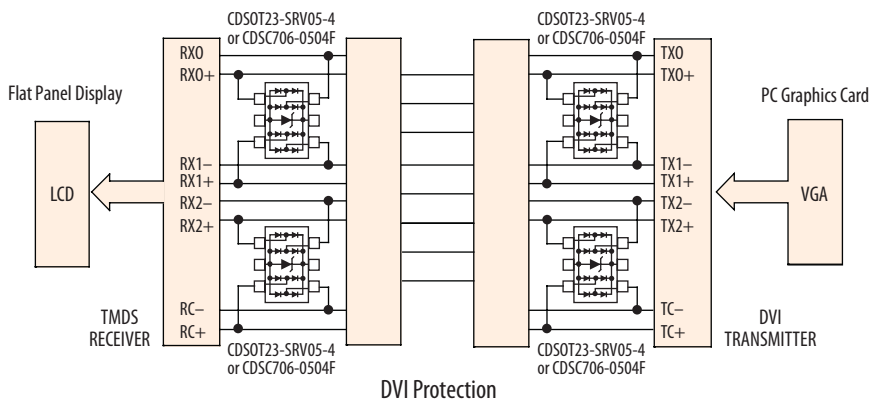 CDSOT23-SRV05-4
or CDSC706-0504F
CDSOT23-SRV05-4
or CDSC706-0504F
RX0
RX0+
TX0
TX0+
Flat Panel Display
PC Graphics Card
LCD
VGA
RX1–
RX1+
RX2–
RX2+
TX1–
TX1+
TX2–
TX2+
RC–
RC+
TC–
TC+
TMDS
RECEIVER
DVI
TRANSMITTER
CDSOT23-SRV05-4
or CDSC706-0504F
CDSOT23-SRV05-4
or CDSC706-0504F
DVI Protection